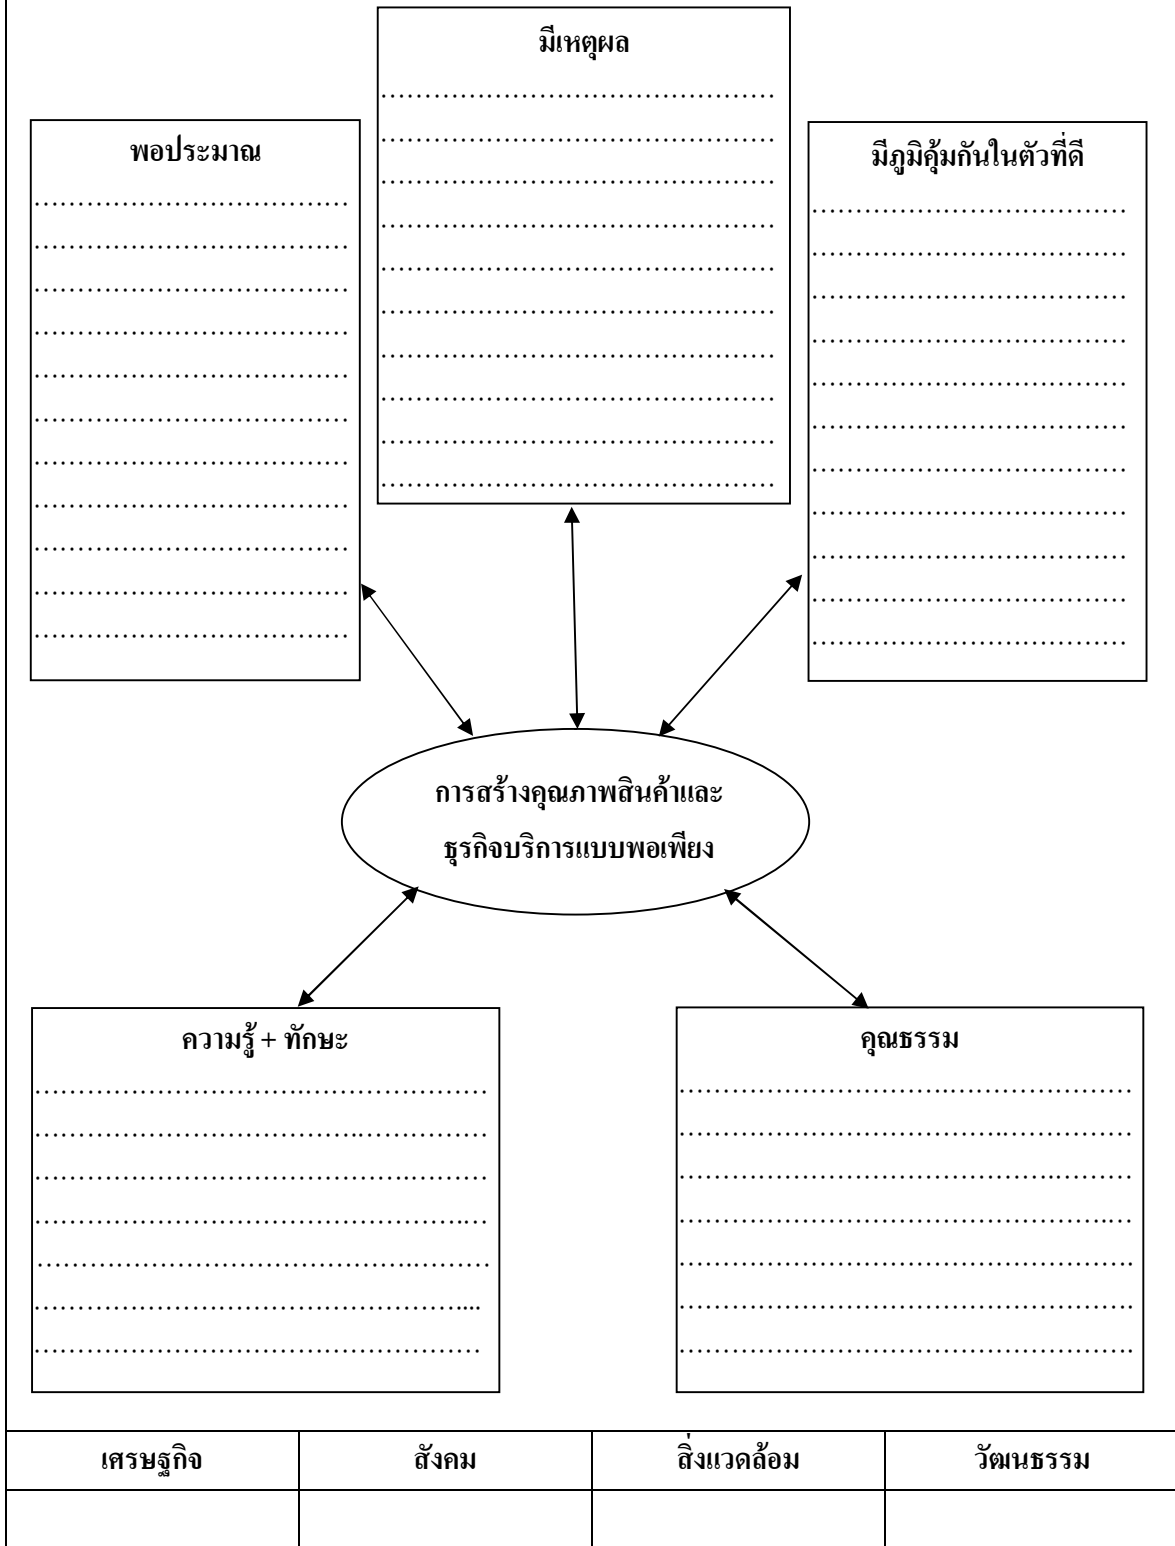 มีเหตุผล
พอประมาณ
มีภูมิคุ้มกันในตัวที่ดี
การสร้างคุณภาพสินค้าและ
ธุรกิจบริการแบบพอเพียง
ความรู้ + ทักษะ
คุณธรรม
เศรษฐกิจ
สังคม
สิ่งแวดล้อม
วัฒนธรรม